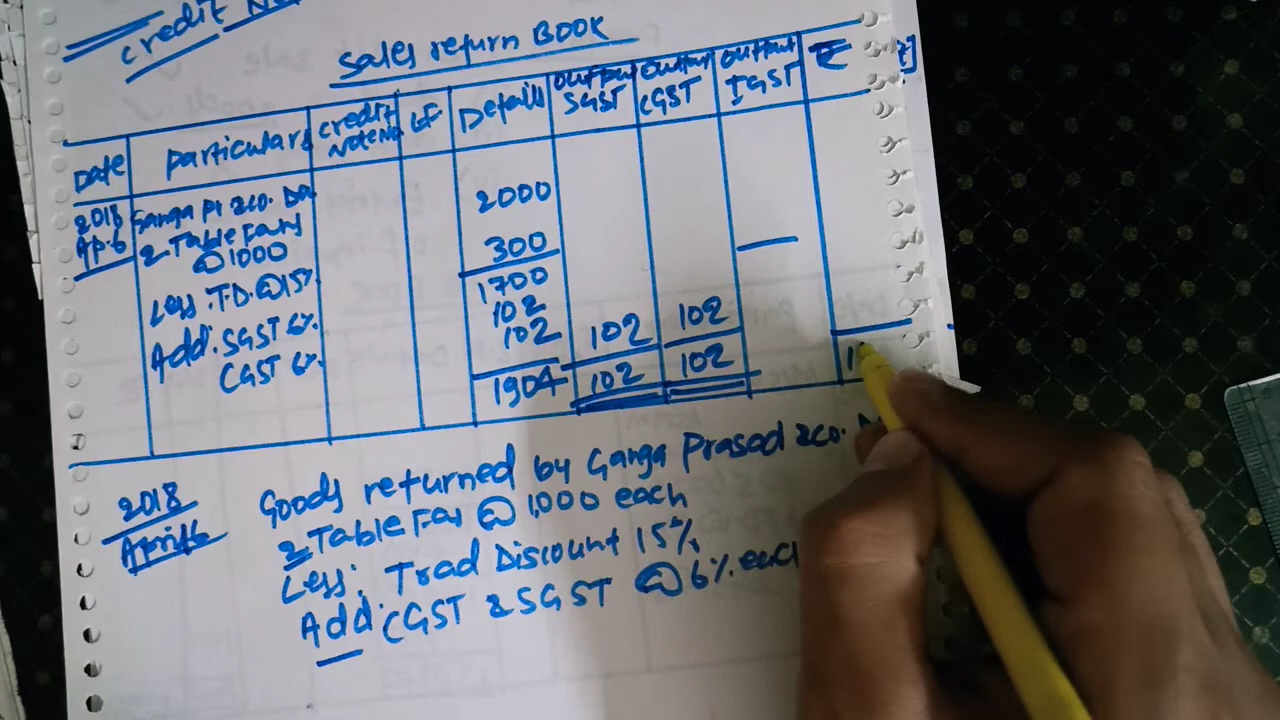 credit
sales return BOOK
Date
particulars
credit
Note No
LF
Details
output
SGST
output
CGST
output
IGST
₹
2018
Ap. 6
Ganga pr &co. De
2 Table Fans
@ 1000
Less: T.D. @ 15%
Add: SGST 6%.
CGST 6%.
2000
300
1700
102
102
1904
102
102
102
102
1
2018
April 6
Goods returned by Ganga Prasad &co.
2 Table Fan @ 1,000 each
Less: Trad Discount 15%
Add: CGST & SGST @ 6% each